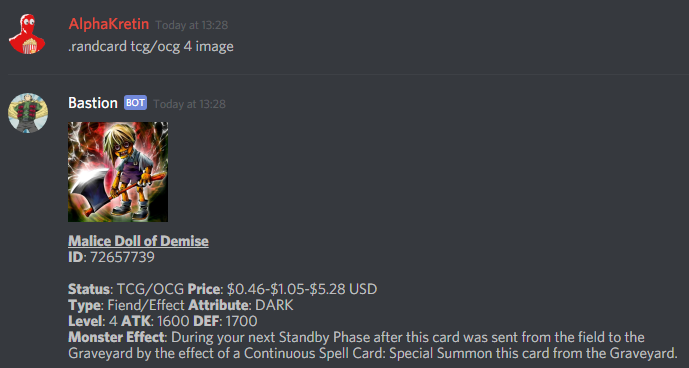 AlphaKretin Today at 13:28
.randcard tcg/ocg 4 image
Bastion BOT Today at 13:28
Malice Doll of Demise
ID: 72657739
Status: TCG/OCG Price: $0.46-$1.05-$5.28 USD
Type: Fiend/Effect Attribute: DARK
Level: 4 ATK: 1600 DEF: 1700
Monster Effect: During your next Standby Phase after this card was sent from the field to the
Graveyard by the effect of a Continuous Spell Card: Special Summon this card from the Graveyard.